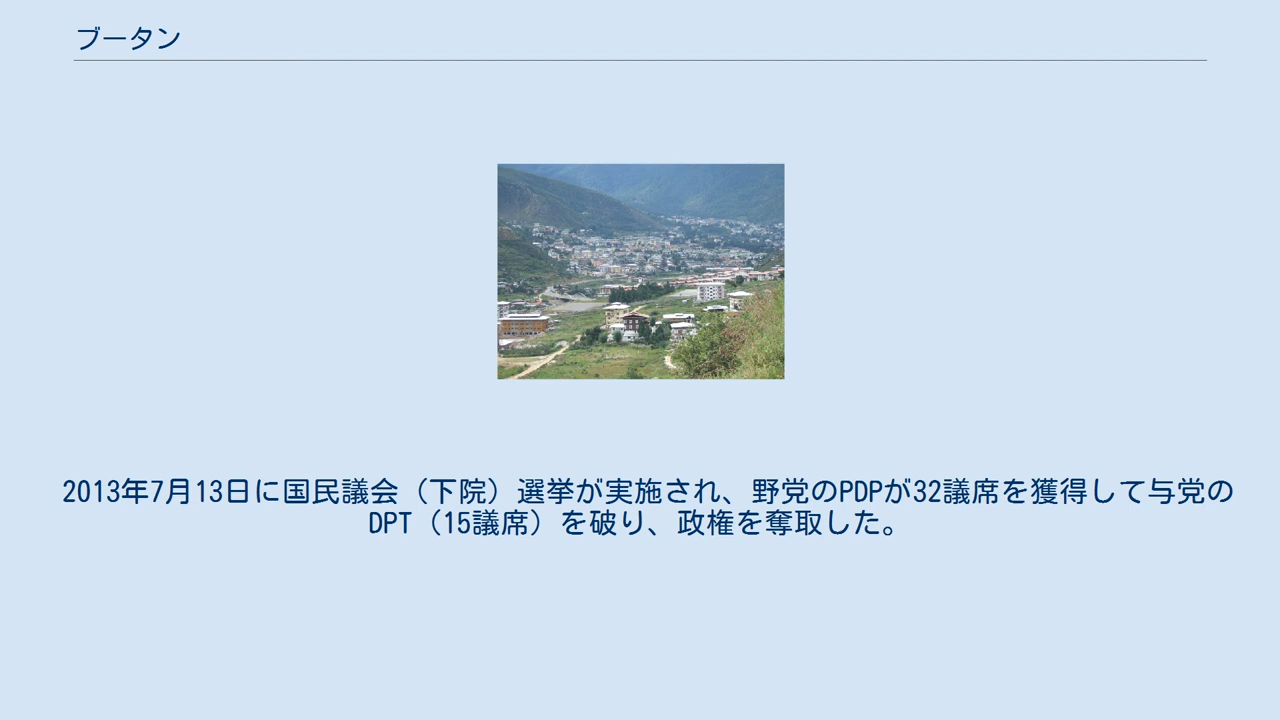 ブータン
2013年7月13日に国民議会（下院）選挙が実施され、野党のPDPが32議席を獲得して与党の
DPT（15議席）を破り、政権を奪取した。